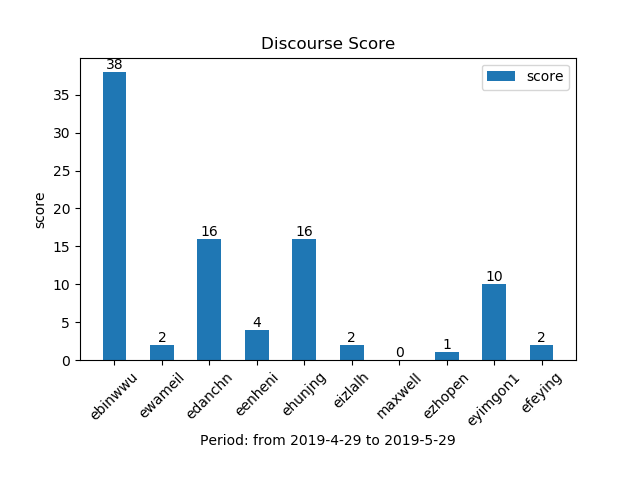 Discourse Score
38
score
35
30
25
20
15
10
5
0
score
2
16
4
16
2
0
1
10
2
ebinwwu
ewameil
edanchn
eenheni
ehunjng
eizlalh
maxwell
ezhopen
eyimgon1
efeying
Period: from 2019-4-29 to 2019-5-29